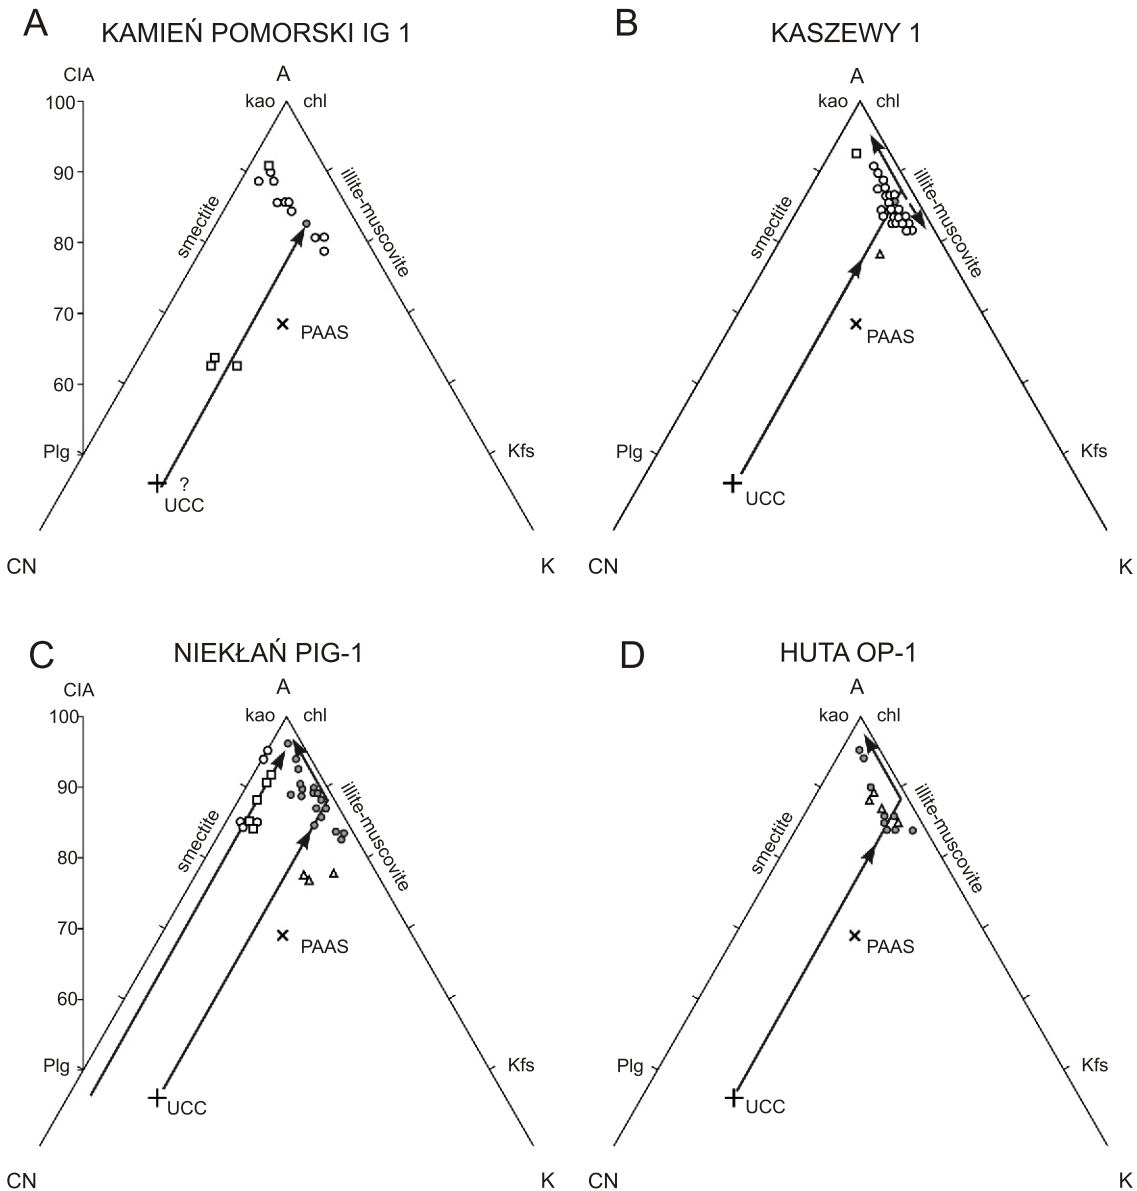 A
KAMIEŃ POMORSKI IG 1
CIA
A
100
kao
chl
90
80
70
60
smectite
illite-muscovite
PAAS
Plg
Kfs
?
UCC
CN
K
B
KASZEWY 1
A
kao
chl
smectite
illite-muscovite
PAAS
Plg
Kfs
UCC
CN
K
C
NIEKŁAŃ PIG-1
CIA
A
100
kao
chl
90
80
70
60
smectite
illite-muscovite
PAAS
Plg
Kfs
UCC
CN
K
D
HUTA OP-1
A
kao
chl
smectite
illite-muscovite
PAAS
Plg
Kfs
UCC
CN
K